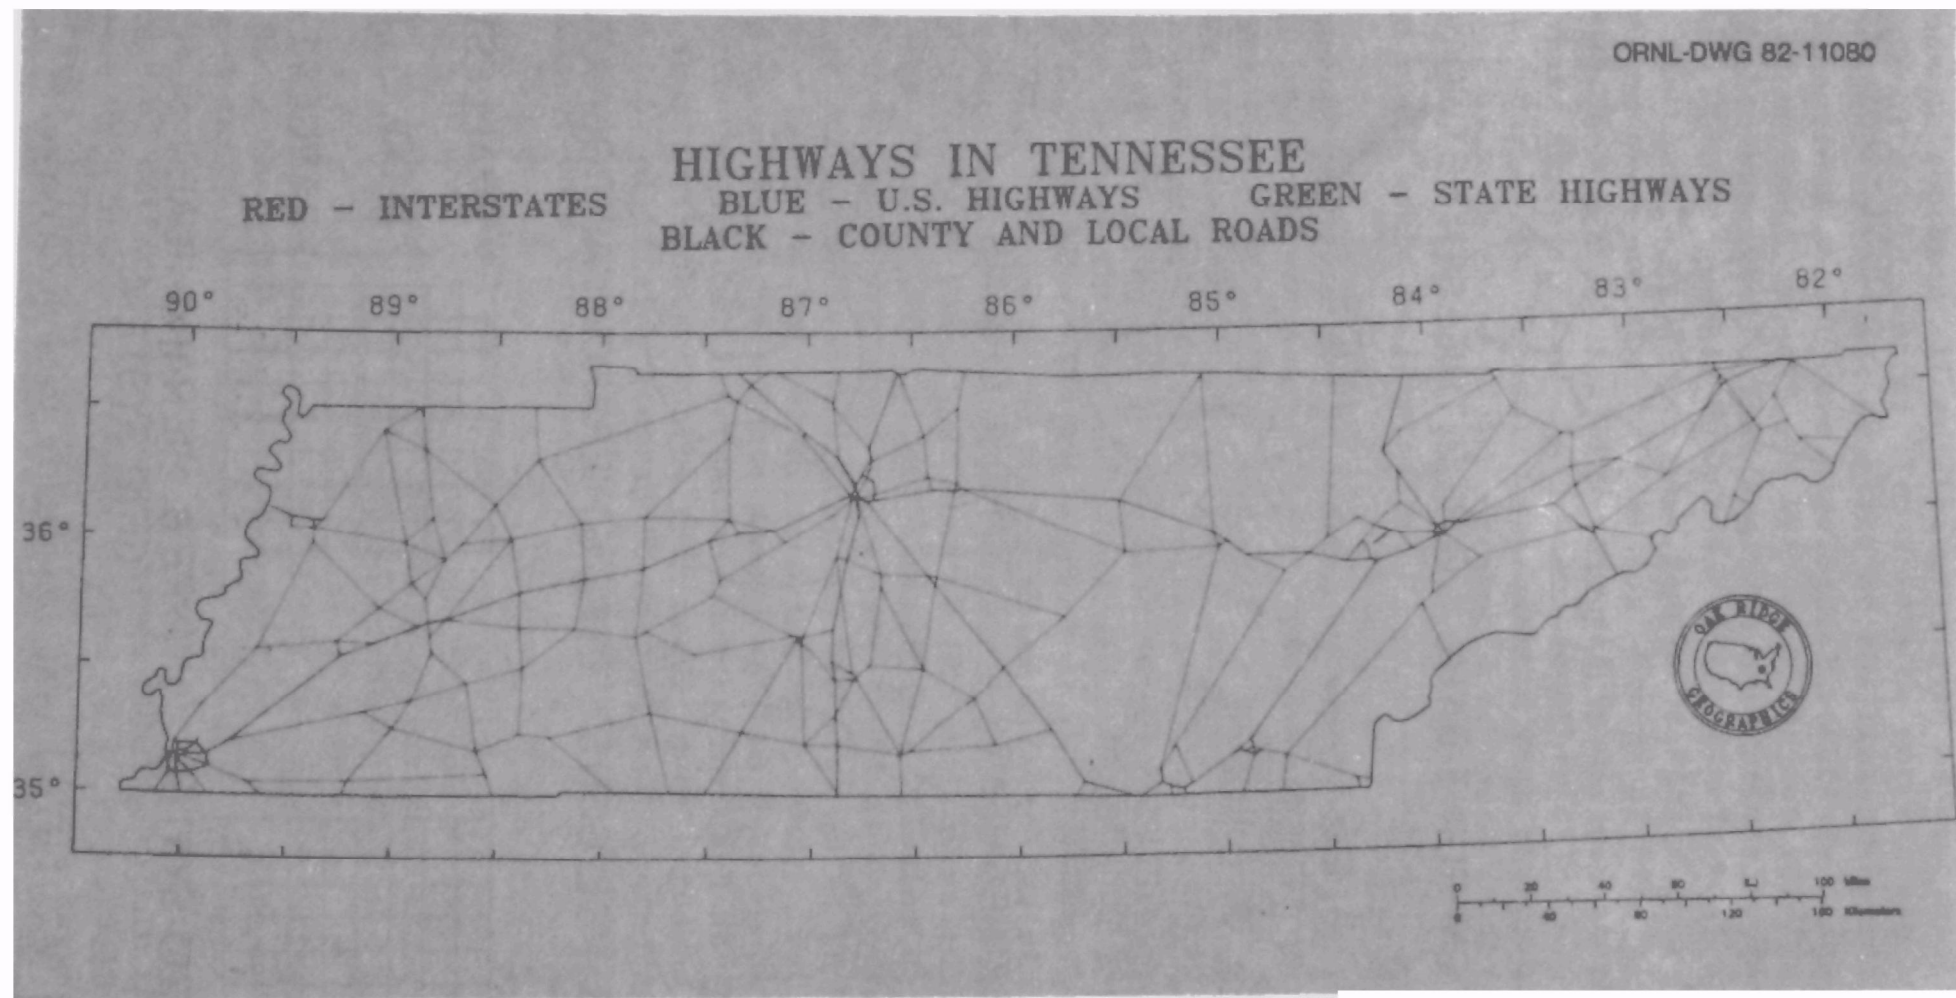 ORNL-DWG 82-11080
HIGHWAYS IN TENNESSEE
RED - INTERSTATES BLUE - U.S. HIGHWAYS GREEN - STATE HIGHWAYS
BLACK - COUNTY AND LOCAL ROADS
90° 89° 88° 87° 86° 85° 84° 83° 82°
36°
35°
OAK RIDGE
GEOGRAPHICS
0 20 40 60 100 Miles
0 40 80 120 160 Kilometers